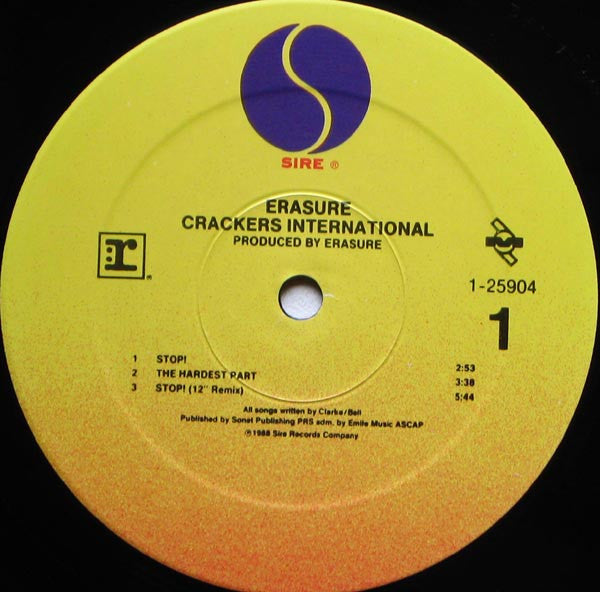 SIRE ®
ERASURE
CRACKERS INTERNATIONAL
PRODUCED BY ERASURE
r ®
1-25904
1
1 STOP! 2:53
2 THE HARDEST PART 3:38
3 STOP! (12" Remix) 5:44
All songs written by Clarke/Bell
Published by Sonet Publishing PRS adm. by Emile Music ASCAP
℗1988 Sire Records Company